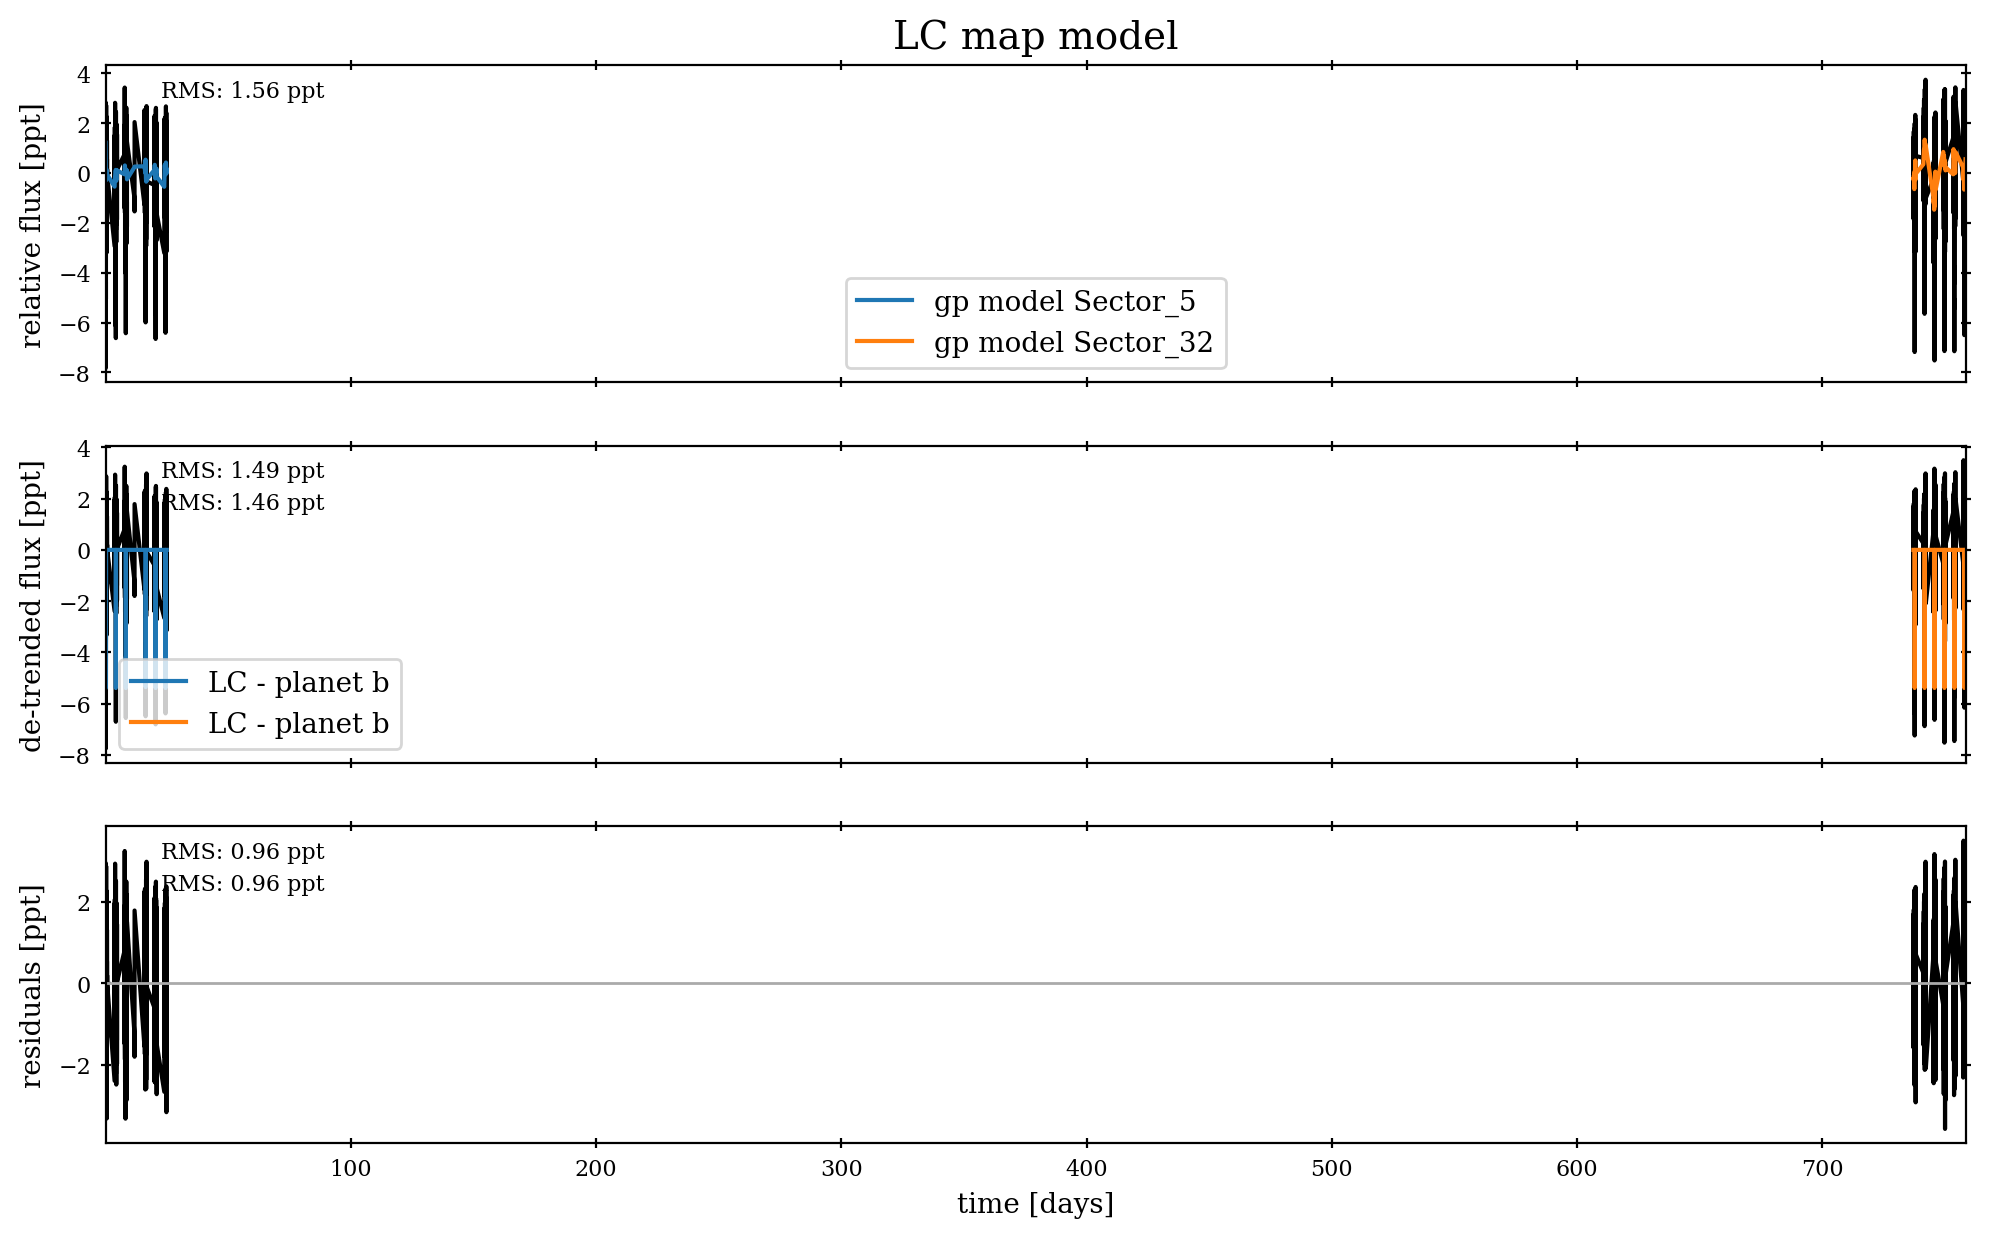 LC map model
relative flux [ppt]
4
2
0
−2
−4
−6
−8
RMS: 1.56 ppt
gp model Sector_5
gp model Sector_32
de-trended flux [ppt]
4
2
0
−2
−4
−6
−8
RMS: 1.49 ppt
RMS: 1.46 ppt
LC - planet b
LC - planet b
residuals [ppt]
2
0
−2
RMS: 0.96 ppt
RMS: 0.96 ppt
100 200 300 400 500 600 700
time [days]